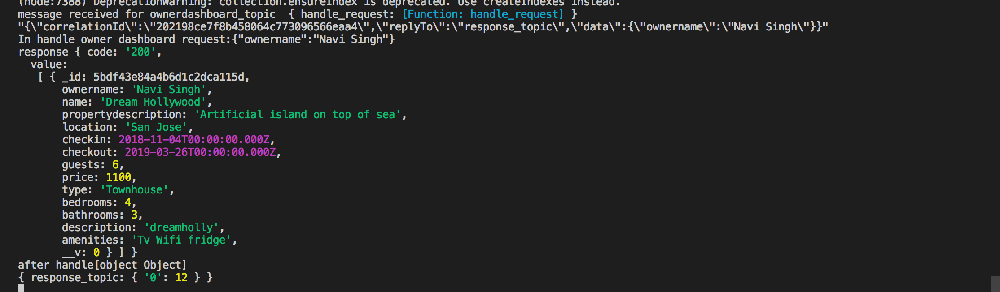 (node:7388) DeprecationWarning: collection.ensureIndex is deprecated. Use createIndexes instead.
message received for ownerdashboard_topic  { handle_request: [Function: handle_request] }
"{\"correlationId\":\"202198ce7f8b458064c773096566eaa4\",\"replyTo\":\"response_topic\",\"data\":{\"ownername\":\"Navi Singh\"}}"
In handle owner dashboard request:{"ownername":"Navi Singh"}
response { code: '200',
  value:
   [ { _id: 5bdf43e84a4b6d1c2dca115d,
       ownername: 'Navi Singh',
       name: 'Dream Hollywood',
       propertydescription: 'Artificial island on top of sea',
       location: 'San Jose',
       checkin: 2018-11-04T00:00:00.000Z,
       checkout: 2019-03-26T00:00:00.000Z,
       guests: 6,
       price: 1100,
       type: 'Townhouse',
       bedrooms: 4,
       bathrooms: 3,
       description: 'dreamholly',
       amenities: 'Tv Wifi fridge',
       __v: 0 } ] }
after handle[object Object]
{ response_topic: { '0': 12 } }